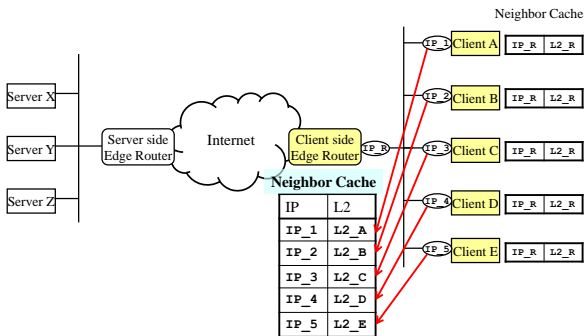 Neighbor Cache
IP_1 Client A IP_R L2_R
Server X
IP_2 Client B IP_R L2_R
Server Y
Server side
Edge Router
Internet
Client side
Edge Router
IP_R
IP_3 Client C IP_R L2_R
Neighbor Cache
Server Z
IP L2
IP_1 L2_A
IP_2 L2_B
IP_3 L2_C
IP_4 L2_D
IP_5 L2_E
IP_4 Client D IP_R L2_R
IP_5 Client E IP_R L2_R